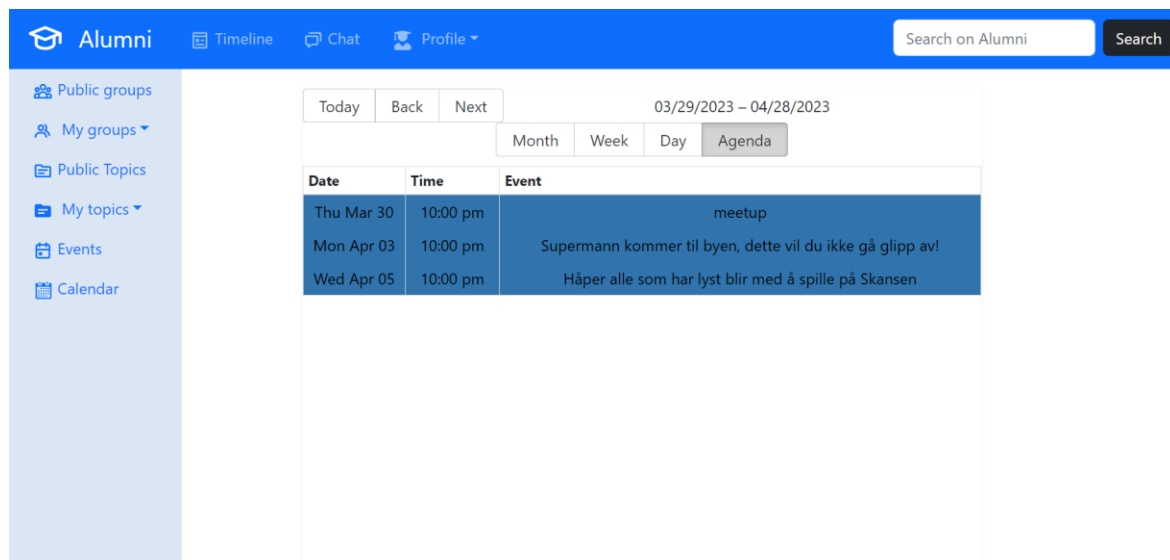 Alumni Timeline Chat Profile Search on Alumni Search
Public groups
My groups
Public Topics
My topics
Events
Calendar
Today Back Next 03/29/2023 – 04/28/2023
Month Week Day Agenda
Date Time Event
Thu Mar 30 10:00 pm meetup
Mon Apr 03 10:00 pm Supermann kommer til byen, dette vil du ikke gå glipp av!
Wed Apr 05 10:00 pm Håper alle som har lyst blir med å spille på Skansen